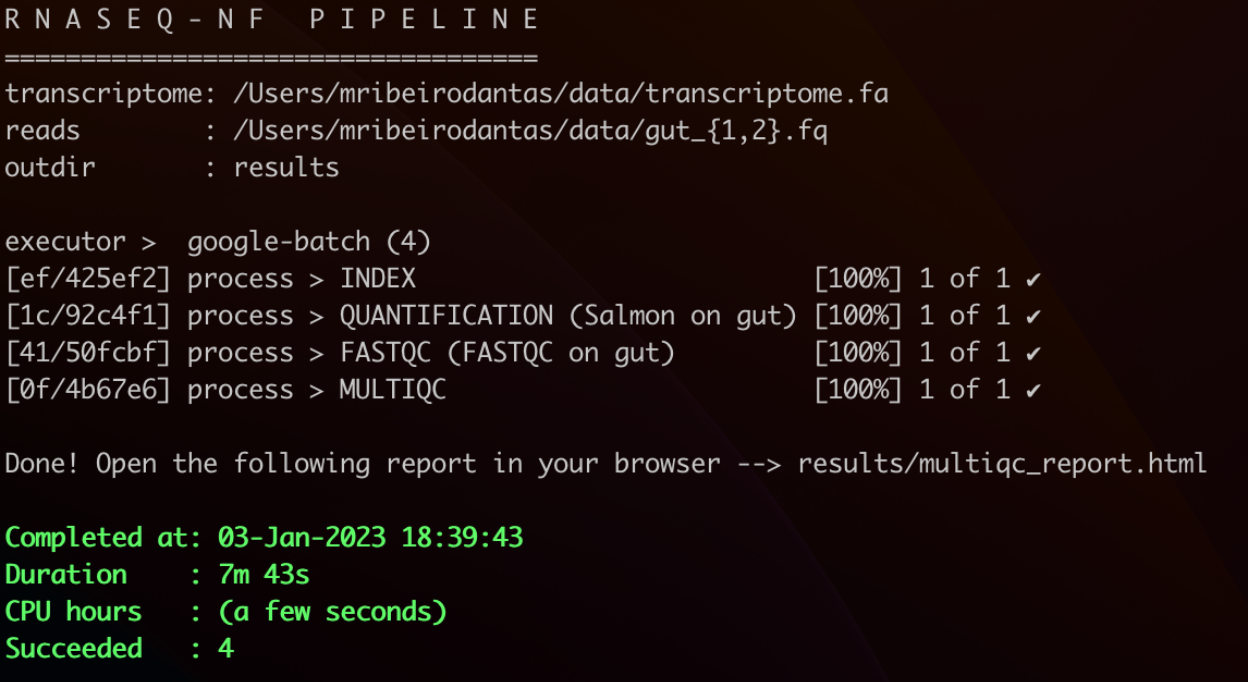 R N A S E Q - N F   P I P E L I N E
===================================
transcriptome: /Users/mribeirodantas/data/transcriptome.fa
reads        : /Users/mribeirodantas/data/gut_{1,2}.fq
outdir       : results

executor >  google-batch (4)
[ef/425ef2] process > INDEX                          [100%] 1 of 1 ✔
[1c/92c4f1] process > QUANTIFICATION (Salmon on gut) [100%] 1 of 1 ✔
[41/50fcbf] process > FASTQC (FASTQC on gut)         [100%] 1 of 1 ✔
[0f/4b67e6] process > MULTIQC                        [100%] 1 of 1 ✔

Done! Open the following report in your browser --> results/multiqc_report.html

Completed at: 03-Jan-2023 18:39:43
Duration    : 7m 43s
CPU hours   : (a few seconds)
Succeeded   : 4